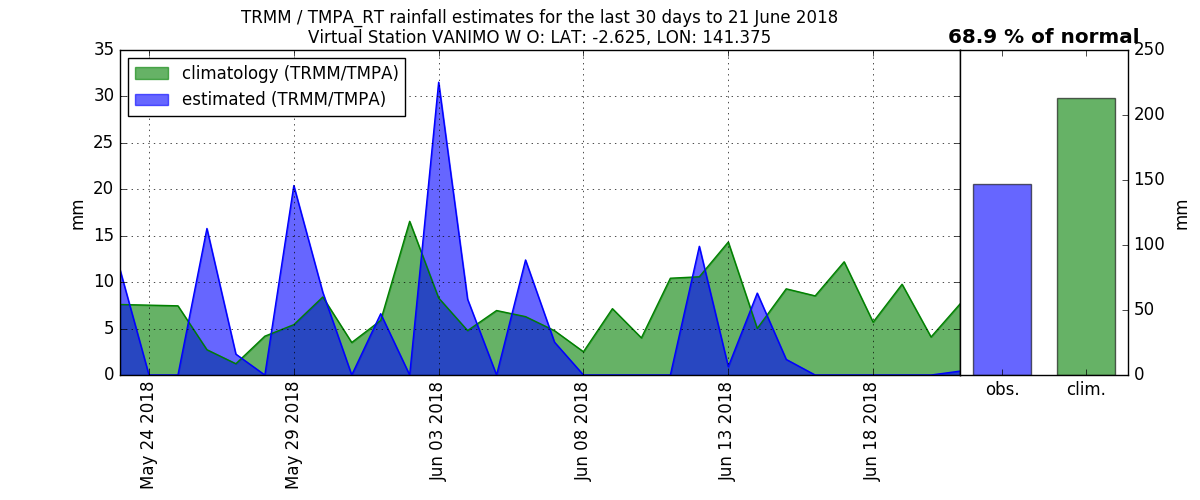 TRMM / TMPA_RT rainfall estimates for the last 30 days to 21 June 2018
Virtual Station VANIMO W O: LAT: -2.625, LON: 141.375
68.9 % of normal
climatology (TRMM/TMPA)
estimated (TRMM/TMPA)
35
30
25
20
15
10
5
0
mm
May 24 2018
May 29 2018
Jun 03 2018
Jun 08 2018
Jun 13 2018
Jun 18 2018
250
200
150
100
50
0
mm
obs.
clim.